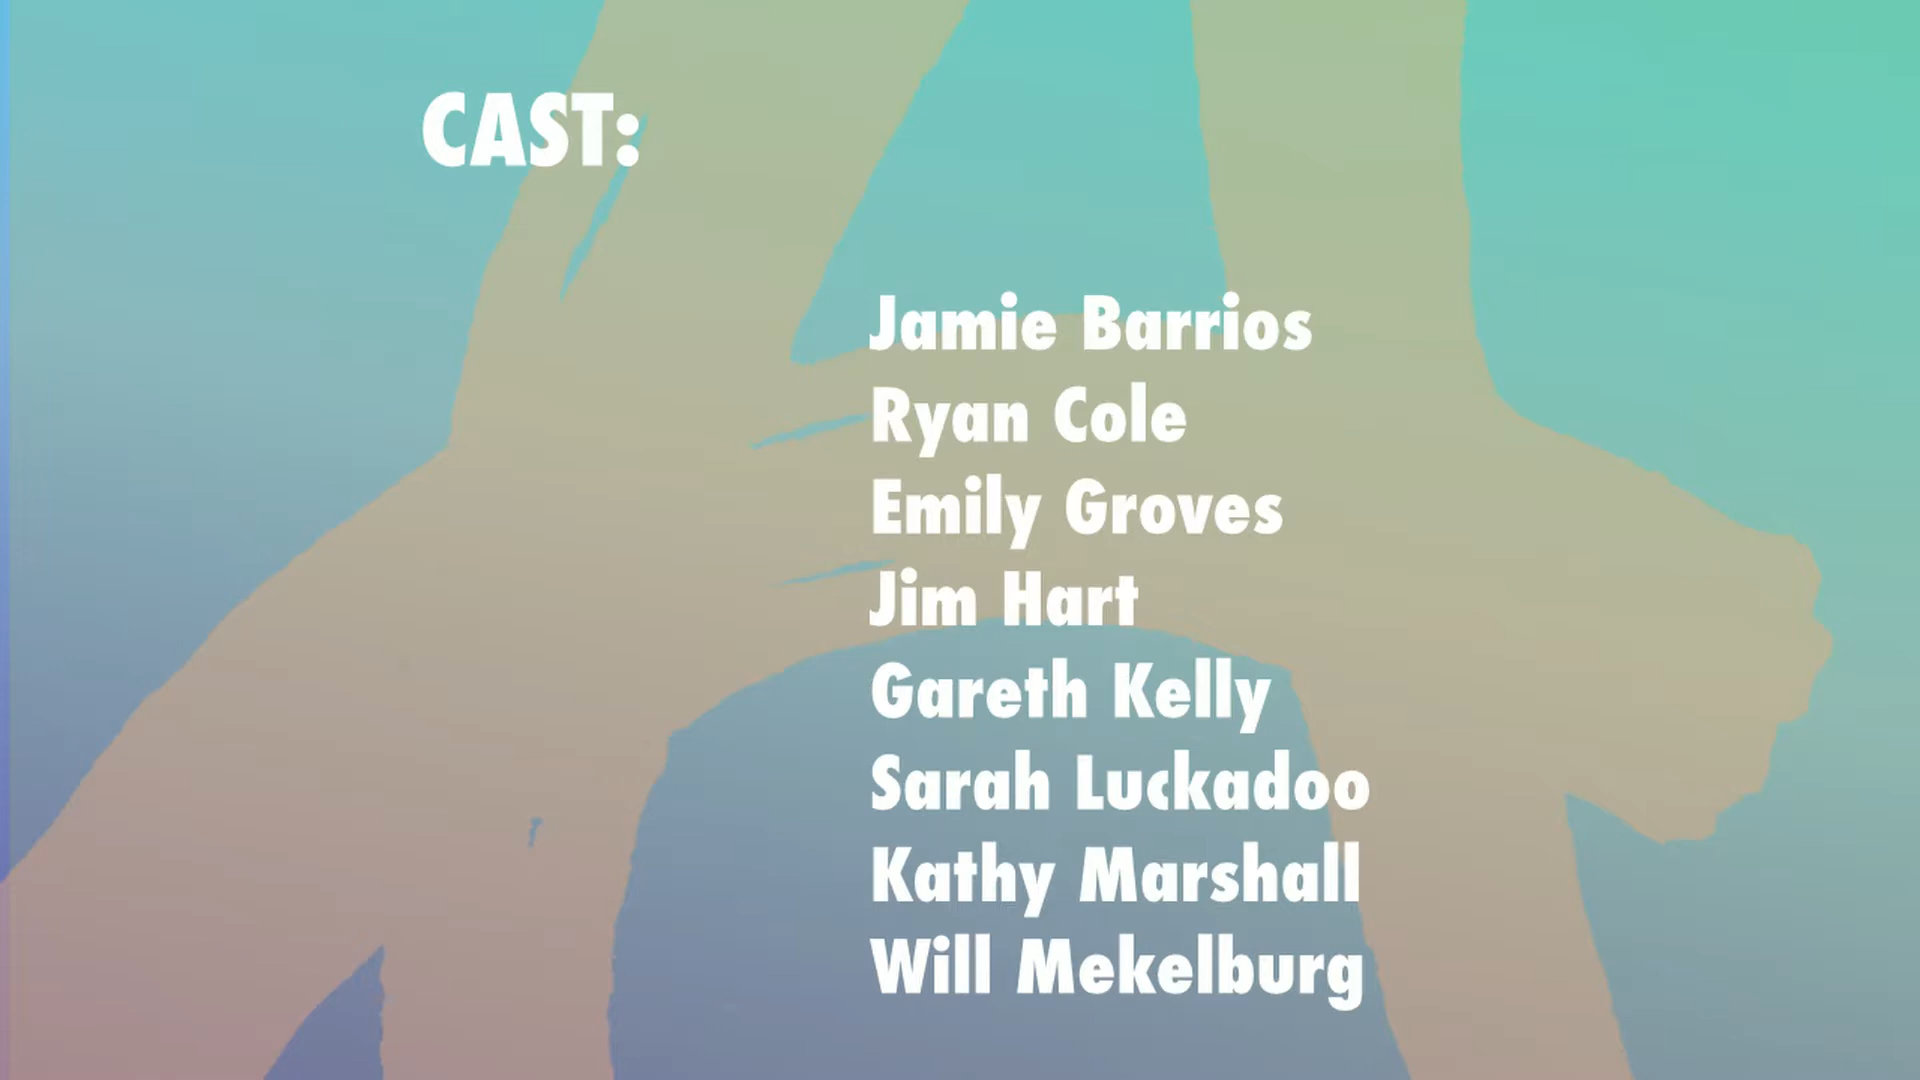 CAST:
Jamie Barrios
Ryan Cole
Emily Groves
Jim Hart
Gareth Kelly
Sarah Luckadoo
Kathy Marshall
Will Mekelburg